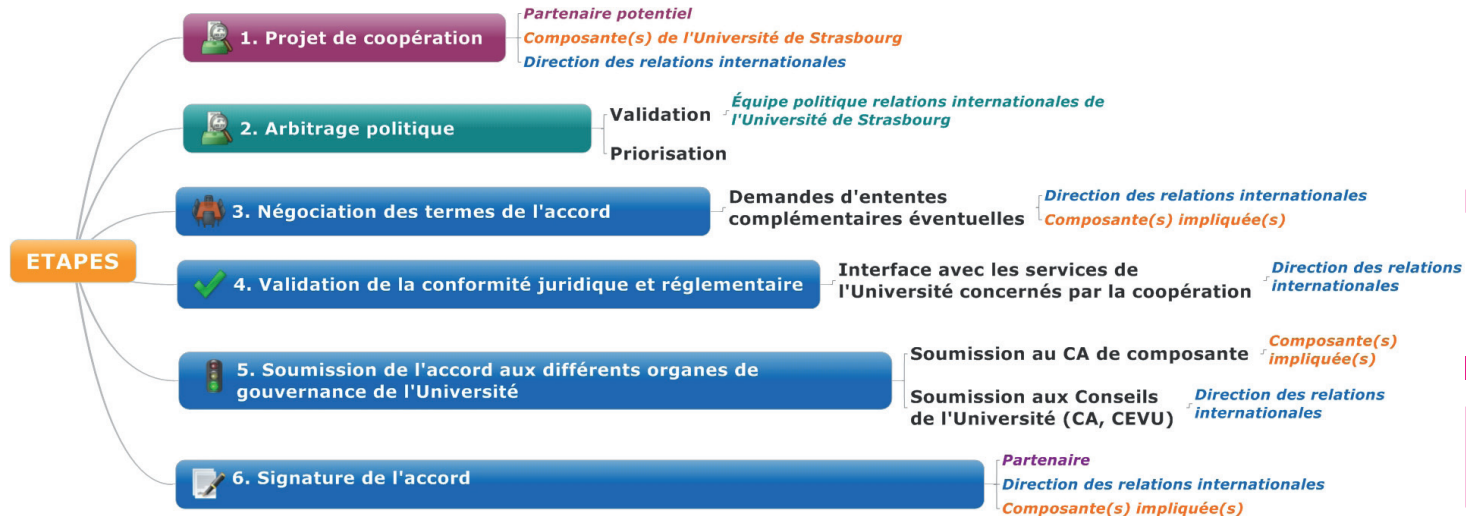 ETAPES
1. Projet de coopération
Partenaire potentiel
Composante(s) de l'Université de Strasbourg
Direction des relations internationales
2. Arbitrage politique
Validation
Équipe politique relations internationales de
l'Université de Strasbourg
Priorisation
3. Négociation des termes de l'accord
Demandes d'ententes
complémentaires éventuelles
Direction des relations internationales
Composante(s) impliquée(s)
4. Validation de la conformité juridique et réglementaire
Interface avec les services de
l'Université concernés par la coopération
Direction des relations
internationales
5. Soumission de l'accord aux différents organes de
gouvernance de l'Université
Soumission au CA de composante
Composante(s)
impliquée(s)
Soumission aux Conseils
de l'Université (CA, CEVU)
Direction des relations
internationales
6. Signature de l'accord
Partenaire
Direction des relations internationales
Composante(s) impliquée(s)